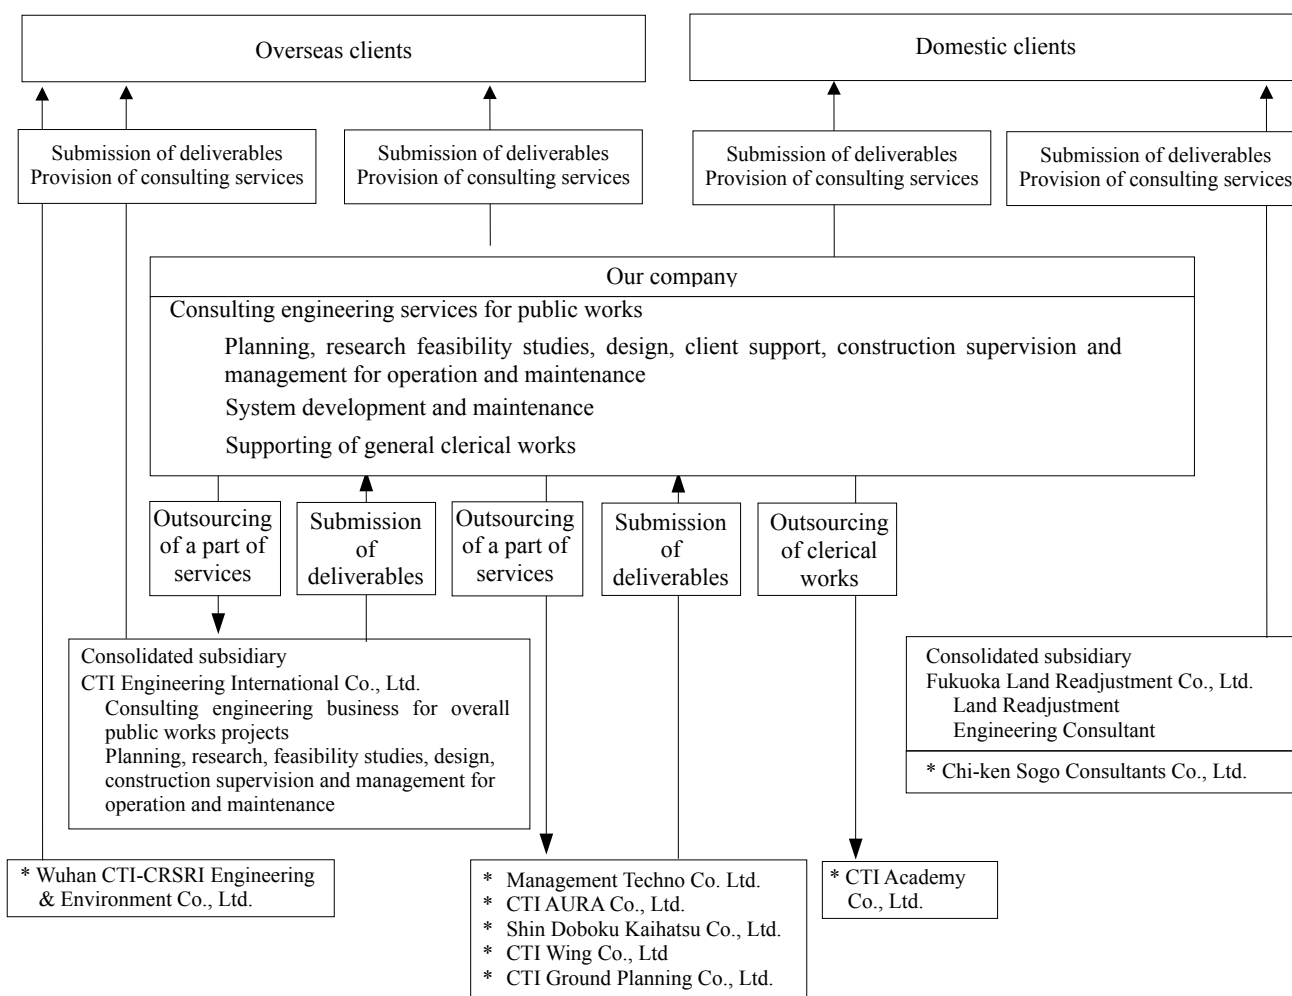 Overseas clients
Domestic clients
Submission of deliverables
Provision of consulting services
Submission of deliverables
Provision of consulting services
Submission of deliverables
Provision of consulting services
Submission of deliverables
Provision of consulting services
Our company
Consulting engineering services for public works
Planning, research feasibility studies, design, client support, construction supervision and
management for operation and maintenance
System development and maintenance
Supporting of general clerical works
Outsourcing
of a part of
services
Submission
of
deliverables
Outsourcing
of a part of
services
Submission
of
deliverables
Outsourcing
of clerical
works
Consolidated subsidiary
CTI Engineering International Co., Ltd.
Consulting engineering business for overall
public works projects
Planning, research, feasibility studies, design,
construction supervision and management for
operation and maintenance
Consolidated subsidiary
Fukuoka Land Readjustment Co., Ltd.
Land Readjustment
Engineering Consultant
* Chi-ken Sogo Consultants Co., Ltd.
* Wuhan CTI-CRSRI Engineering
& Environment Co., Ltd.
* Management Techno Co. Ltd.
* CTI AURA Co., Ltd.
* Shin Doboku Kaihatsu Co., Ltd.
* CTI Wing Co., Ltd
* CTI Ground Planning Co., Ltd.
* CTI Academy
Co., Ltd.